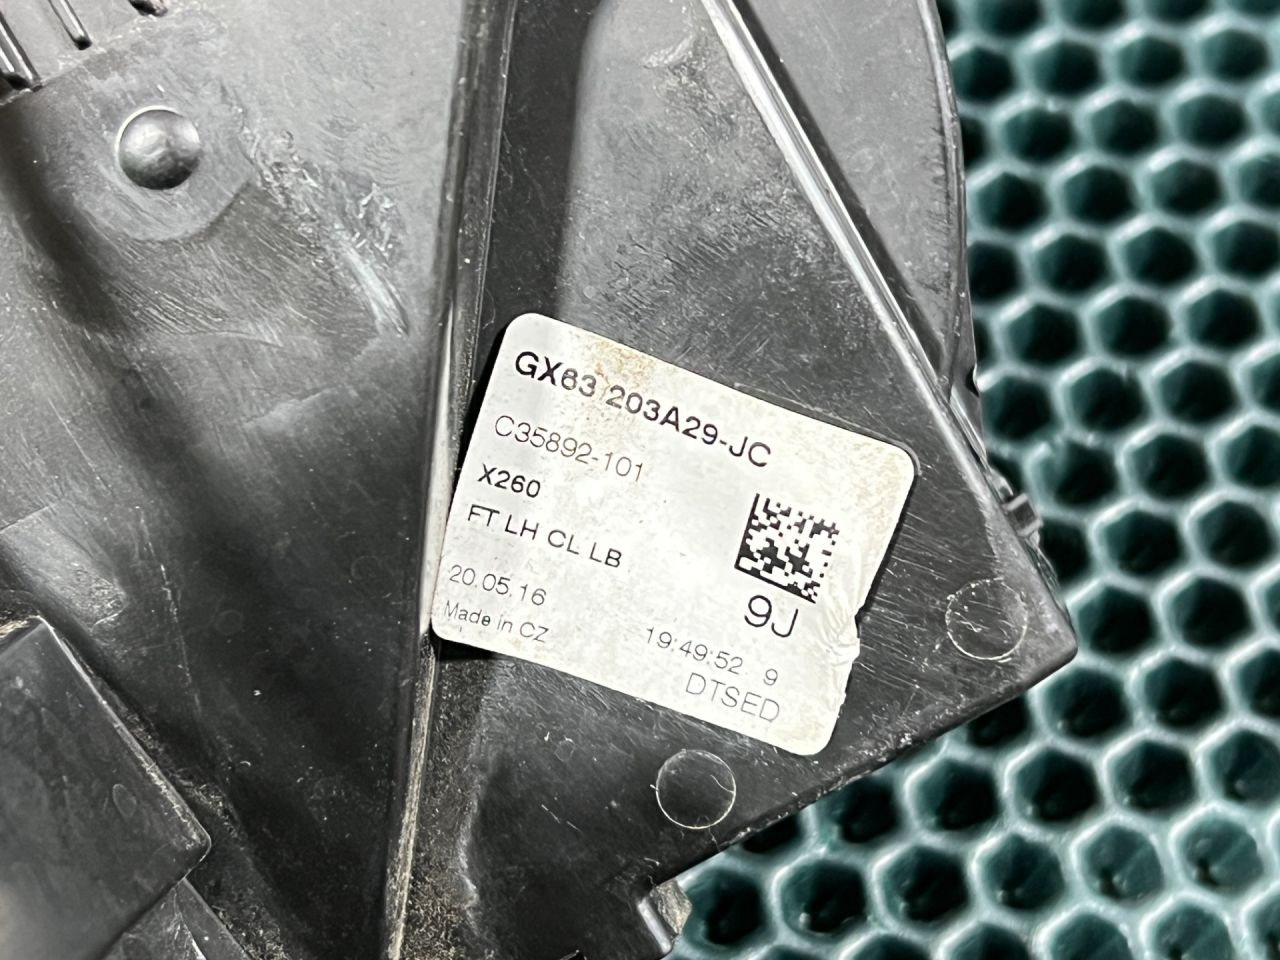 GX63 203A29-JC
C35892-101
X260
FT LH CL LB
9J
20.05.16
19:49:52 9
Made in CZ
DTSED